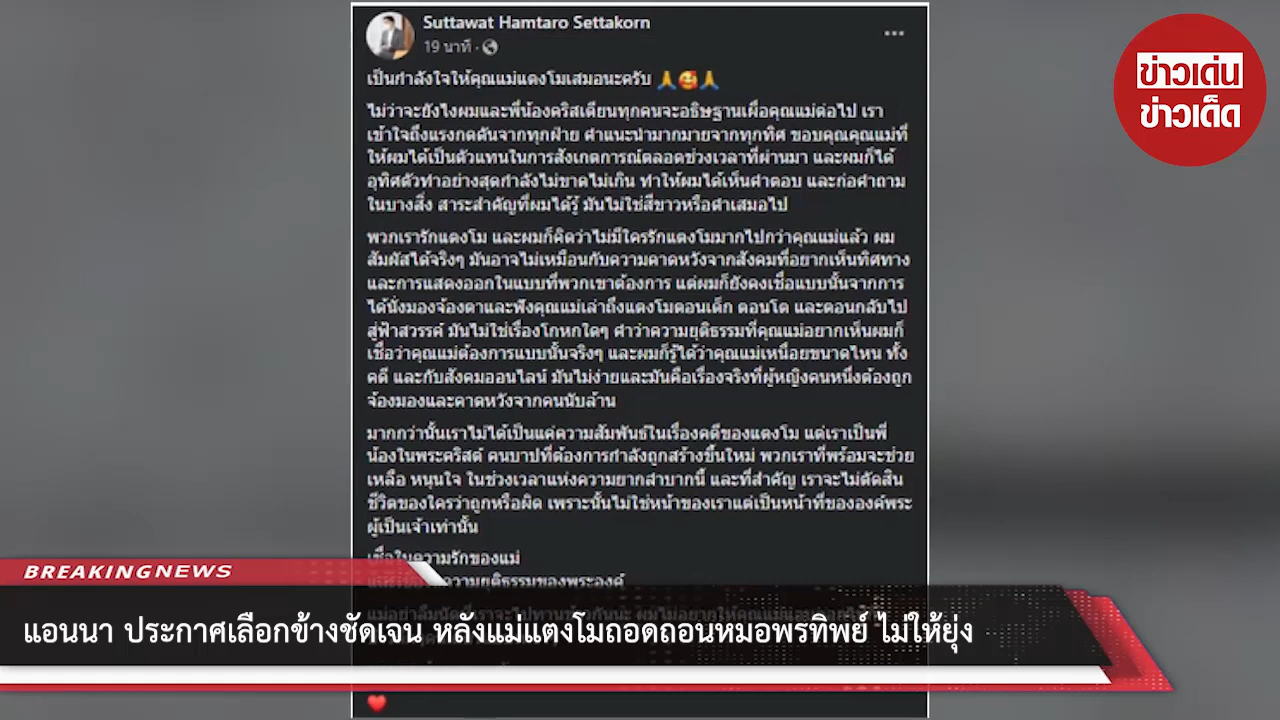 Suttawat Hamtaro Settakorn
19 นาที ·
ข่าวเด่น
ข่าวเด็ด
เป็นกำลังใจให้คุณแม่แตงโมเสมอนะครับ 🙏🥰🙏
ไม่ว่าจะยังไงผมและพี่น้องคริสเตียนทุกคนจะอธิษฐานเผื่อคุณแม่ต่อไป เรา
เข้าใจถึงแรงกดดันจากทุกฝ่าย คำแนะนำมากมายจากทุกทิศ ขอบคุณคุณแม่ที่
ให้ผมได้เป็นตัวแทนในการสังเกตการณ์ตลอดช่วงเวลาที่ผ่านมา และผมก็ได้
อุทิศตัวทำอย่างสุดกำลังไม่ขาดไม่เกิน ทำให้ผมได้เห็นคำตอบ และก่อคำถาม
ในบางสิ่ง สาระสำคัญที่ผมได้รู้ มันไม่ใช่สีขาวหรือดำเสมอไป
พวกเรารักแตงโม และผมก็คิดว่าไม่มีใครรักแตงโมมากไปกว่าคุณแม่แล้ว ผม
สัมผัสได้จริงๆ มันอาจไม่เหมือนกับความคาดหวังจากสังคมที่อยากเห็นทิศทาง
และการแสดงออกในแบบที่พวกเขาต้องการ แต่ผมก็ยังคงเชื่อแบบนั้นจากการ
ได้นั่งมองจ้องตาและฟังคุณแม่เล่าถึงแตงโมตอนเด็ก ตอนโต และตอนกลับไป
สู่ฟ้าสวรรค์ มันไม่ใช่เรื่องโกหกใดๆ คำว่าความยุติธรรมที่คุณแม่อยากเห็นผมก็
เชื่อว่าคุณแม่ต้องการแบบนั้นจริงๆ และผมก็รู้ได้ว่าคุณแม่เหนื่อยขนาดไหน ทั้ง
คดี และกับสังคมออนไลน์ มันไม่ง่ายและมันคือเรื่องจริงที่ผู้หญิงคนหนึ่งต้องถูก
จ้องมองและคาดหวังจากคนนับล้าน
มากกว่านั้นเราไม่ได้เป็นแค่ความสัมพันธ์ในเรื่องคดีของแตงโม แต่เราเป็นพี่
น้องในพระคริสต์ คนบาปที่ต้องการกำลังถูกสร้างขึ้นใหม่ พวกเราที่พร้อมจะช่วย
เหลือ หนุนใจ ในช่วงเวลาแห่งความยากลำบากนี้ และที่สำคัญ เราจะไม่ตัดสิน
ชีวิตของใครว่าถูกหรือผิด เพราะนั้นไม่ใช่หน้าของเราแต่เป็นหน้าที่ขององค์พระ
ผู้เป็นเจ้าเท่านั้น
เชื่อในความรักของแม่
ความยุติธรรมของพระองค์
BREAKING NEWS
แอนนา ประกาศเลือกข้างชัดเจน หลังแม่แตงโมถอดถอนหมอพรทิพย์ ไม่ให้ยุ่ง